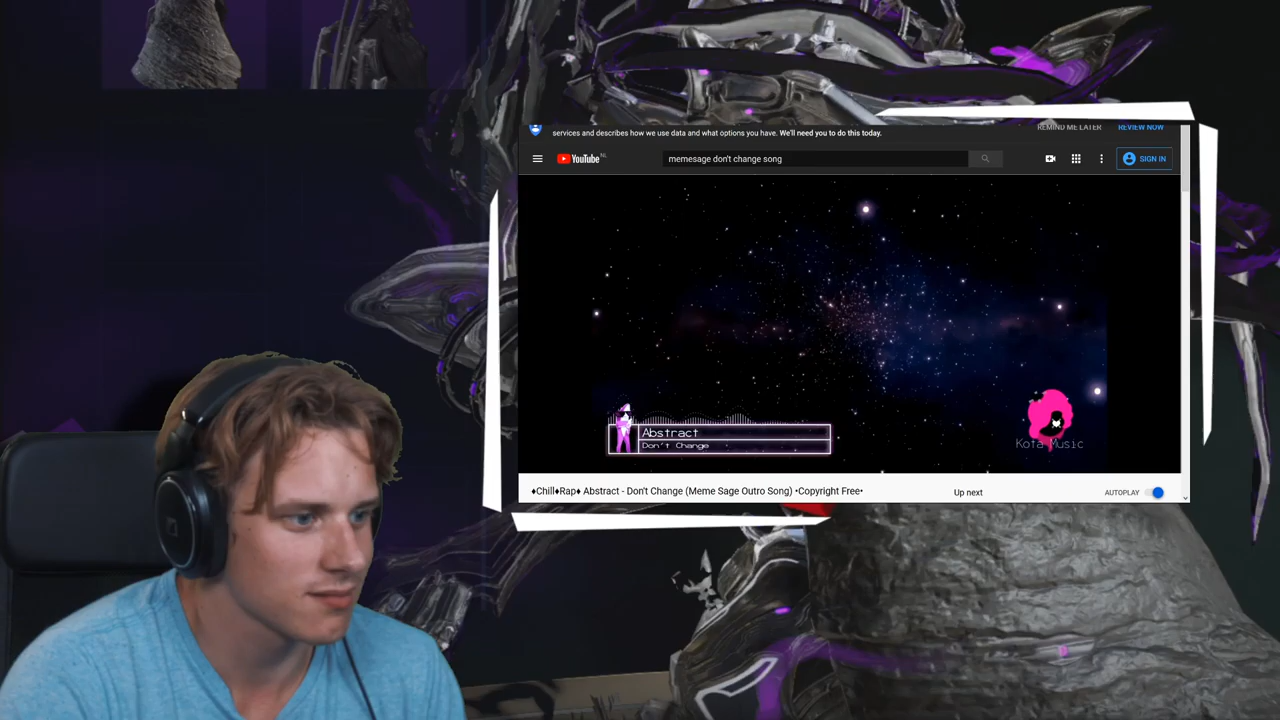 services and describes how we use data and what options you have. We'll need you to do this today.
REMIND ME LATER
REVIEW NOW
YouTube NL
memesage don't change song
SIGN IN
Abstract
Don't Change
Kota Music
♦Chill♦Rap♦ Abstract - Don't Change (Meme Sage Outro Song) •Copyright Free•
Up next
AUTOPLAY